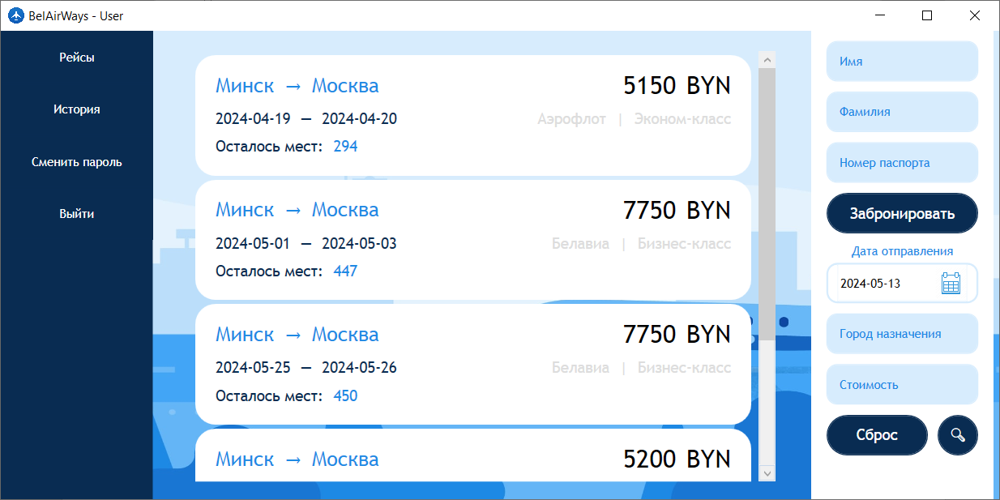 BelAirWays - User
Рейсы
История
Сменить пароль
Выйти
Минск → Москва
5150 BYN
2024-04-19 — 2024-04-20
Аэрофлот | Эконом-класс
Осталось мест: 294
Минск → Москва
7750 BYN
2024-05-01 — 2024-05-03
Белавиа | Бизнес-класс
Осталось мест: 447
Минск → Москва
7750 BYN
2024-05-25 — 2024-05-26
Белавиа | Бизнес-класс
Осталось мест: 450
Минск → Москва
5200 BYN
Имя
Фамилия
Номер паспорта
Забронировать
Дата отправления
2024-05-13
Город назначения
Стоимость
Сброс